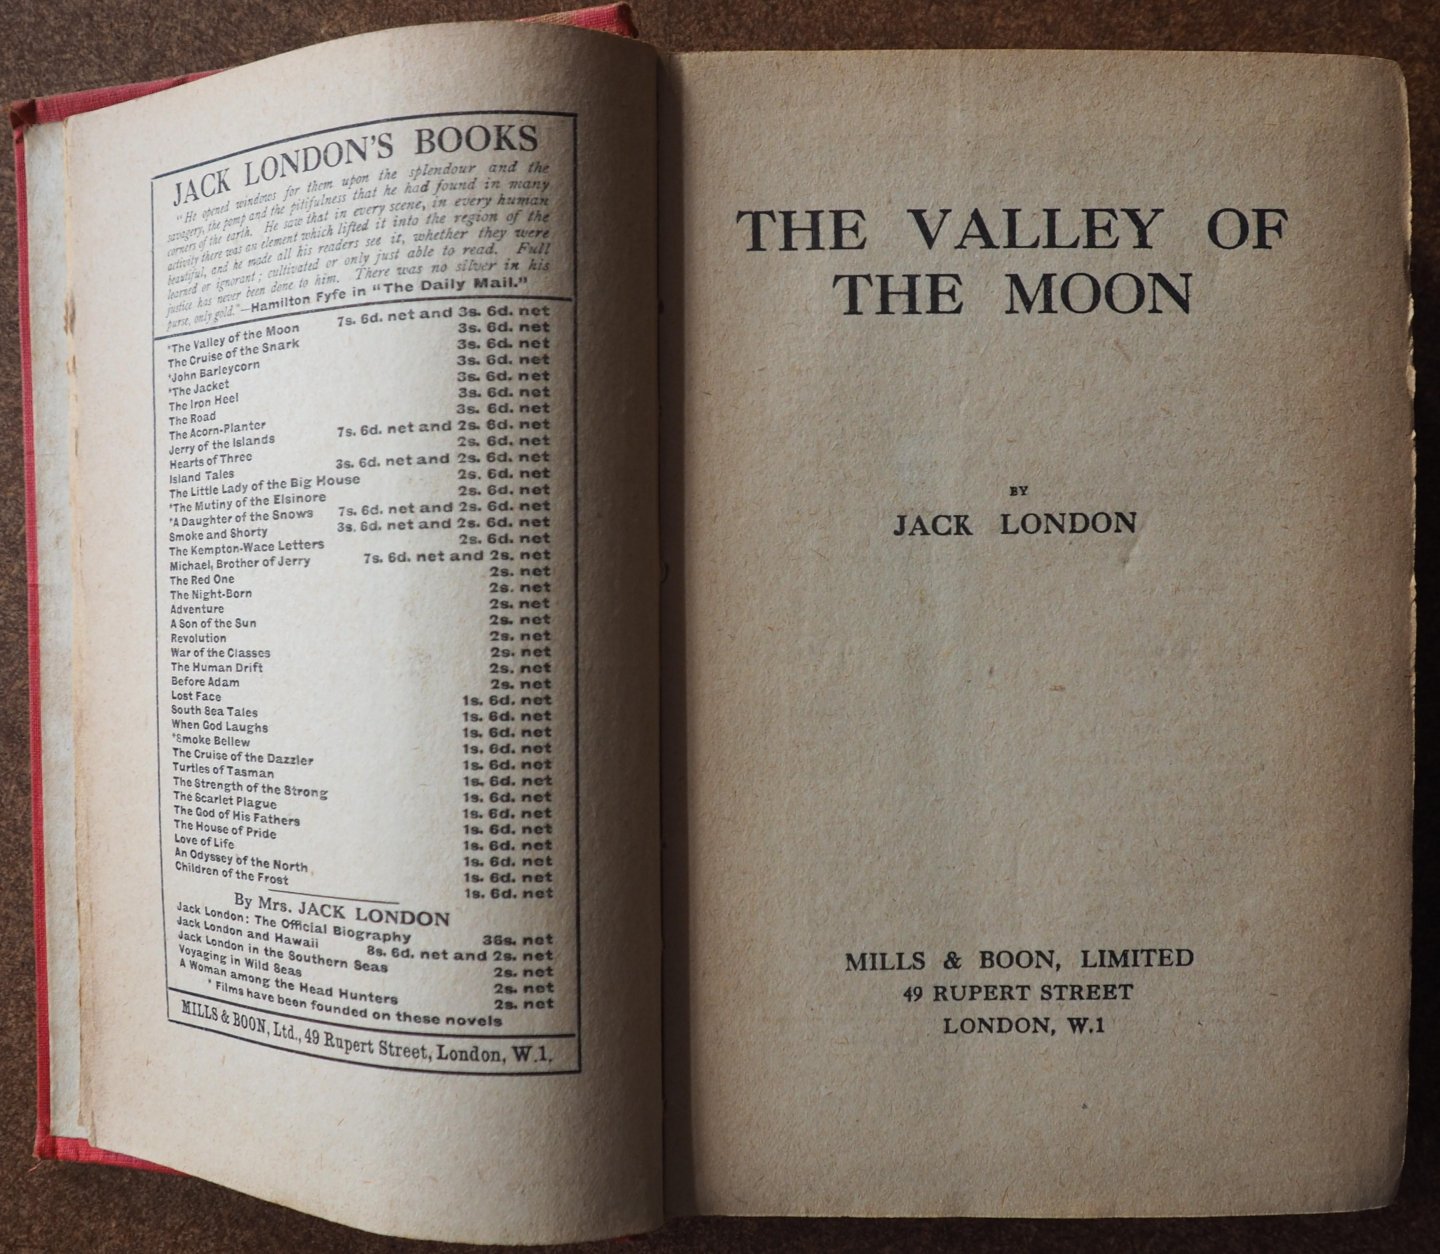 JACK LONDON'S BOOKS
"He opened windows for them upon the splendour and the
savagery, the pomp and the pitifulness that he had found in many
corners of the earth. He saw that in every scene, in every human
activity there was an element which lifted it into the region of the
beautiful, and he made all his readers see it, whether they were
learned or ignorant; cultivated or only just able to read. Full
justice has never been done to him. There was no silver in his
purse, only gold."—Hamilton Fyfe in "The Daily Mail."
*The Valley of the Moon 7s. 6d. net and 3s. 6d. net
The Cruise of the Snark 3s. 6d. net
*John Barleycorn 3s. 6d. net
*The Jacket 3s. 6d. net
The Iron Heel 3s. 6d. net
The Road 3s. 6d. net
The Acorn-Planter 3s. 6d. net
Jerry of the Islands 7s. 6d. net and 2s. 6d. net
Hearts of Three 2s. 6d. net
Island Tales 3s. 6d. net and 2s. 6d. net
The Little Lady of the Big House 2s. 6d. net
*The Mutiny of the Elsinore 2s. 6d. net
*A Daughter of the Snows 7s. 6d. net and 2s. 6d. net
Smoke and Shorty 3s. 6d. net and 2s. 6d. net
The Kempton-Wace Letters 2s. 6d. net
Michael, Brother of Jerry 7s. 6d. net and 2s. net
The Red One 2s. net
The Night-Born 2s. net
Adventure 2s. net
A Son of the Sun 2s. net
Revolution 2s. net
War of the Classes 2s. net
The Human Drift 2s. net
Before Adam 2s. net
Lost Face 1s. 6d. net
South Sea Tales 1s. 6d. net
When God Laughs 1s. 6d. net
*Smoke Bellew 1s. 6d. net
The Cruise of the Dazzler 1s. 6d. net
Turtles of Tasman 1s. 6d. net
The Strength of the Strong 1s. 6d. net
The Scarlet Plague 1s. 6d. net
The God of His Fathers 1s. 6d. net
The House of Pride 1s. 6d. net
Love of Life 1s. 6d. net
An Odyssey of the North 1s. 6d. net
Children of the Frost 1s. 6d. net
By Mrs. JACK LONDON
Jack London: The Official Biography 36s. net
Jack London and Hawaii 8s. 6d. net and 2s. net
Jack London in the Southern Seas 2s. net
Voyaging in Wild Seas 2s. net
A Woman among the Head Hunters 2s. net
* Films have been founded on these novels
MILLS & BOON, Ltd., 49 Rupert Street, London, W.1.
THE VALLEY OF
THE MOON
BY
JACK LONDON
MILLS & BOON, LIMITED
49 RUPERT STREET
LONDON, W.1